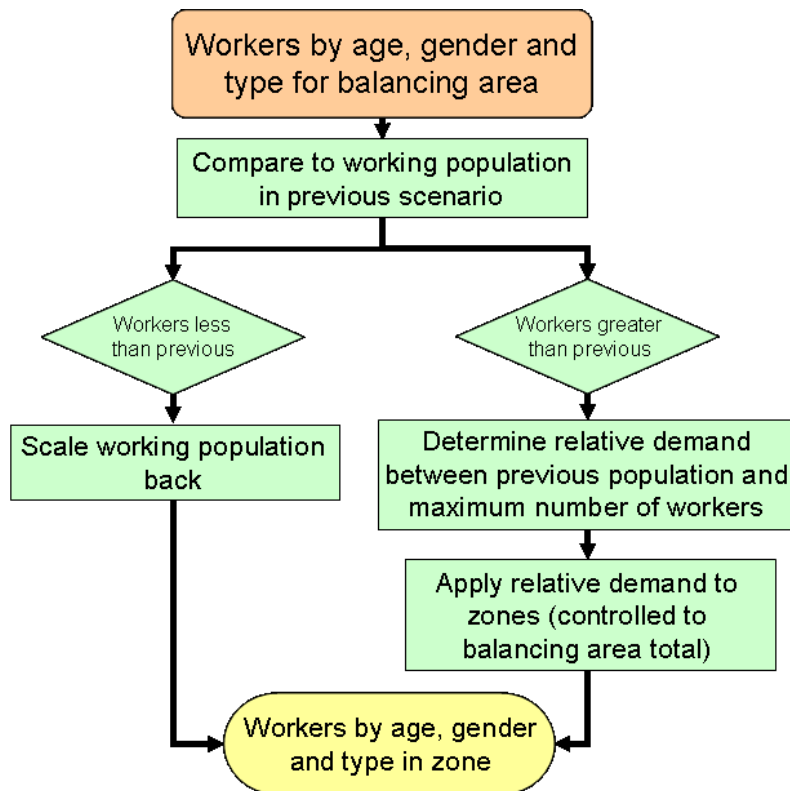 Workers by age, gender and
type for balancing area
Compare to working population
in previous scenario
Workers less
than previous
Workers greater
than previous
Scale working population
back
Determine relative demand
between previous population and
maximum number of workers
Apply relative demand to
zones (controlled to
balancing area total)
Workers by age, gender
and type in zone